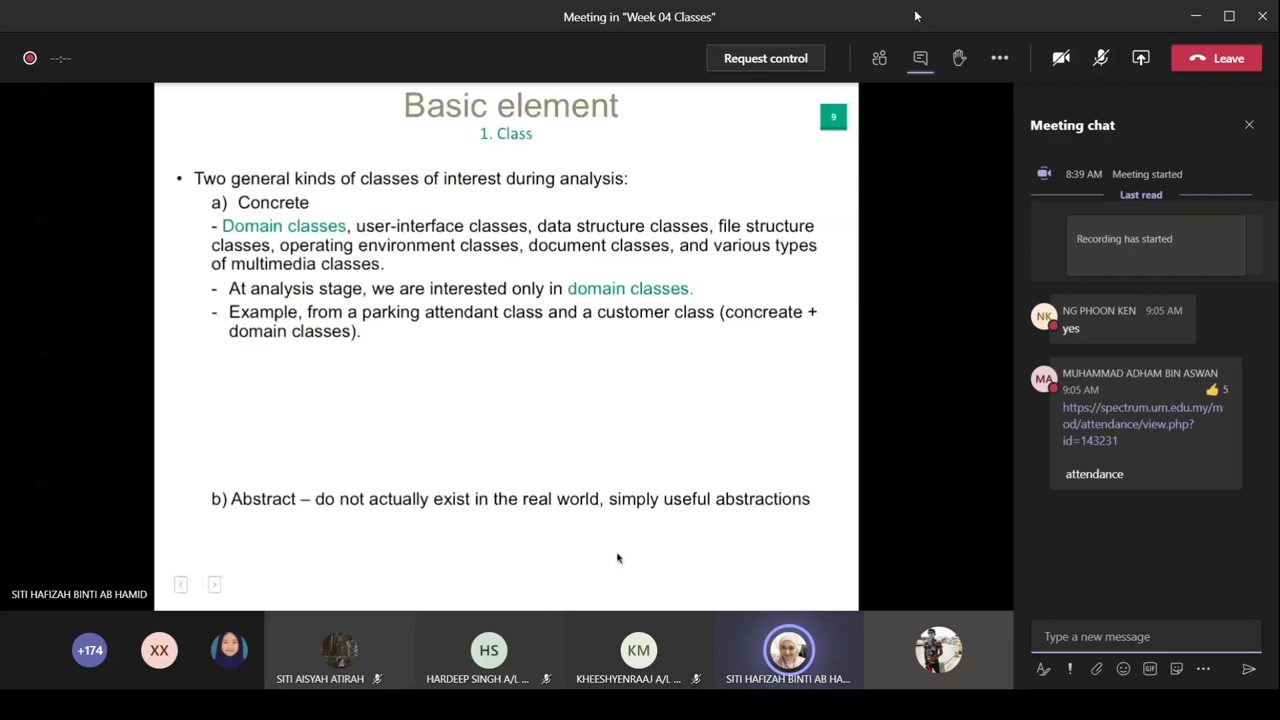 Meeting in "Week 04 Classes"
--:--
Request control
Leave
Basic element
1. Class
9
• Two general kinds of classes of interest during analysis:
a) Concrete
- Domain classes, user-interface classes, data structure classes, file structure
classes, operating environment classes, document classes, and various types
of multimedia classes.
- At analysis stage, we are interested only in domain classes.
- Example, from a parking attendant class and a customer class (concreate +
domain classes).
b) Abstract – do not actually exist in the real world, simply useful abstractions
SITI HAFIZAH BINTI AB HAMID
+174
XX
SITI AISYAH ATIRAH
HS
HARDEEP SINGH A/L ...
KM
KHEESHYENRAAJ A/L ...
SITI HAFIZAH BINTI AB HA...
Meeting chat
8:39 AM Meeting started
Last read
Recording has started
NK
NG PHOON KEN 9:05 AM
yes
MA
MUHAMMAD ADHAM BIN ASWAN
9:05 AM
👍 5
https://spectrum.um.edu.my/m
od/attendance/view.php?
id=143231
attendance
Type a new message
GIF